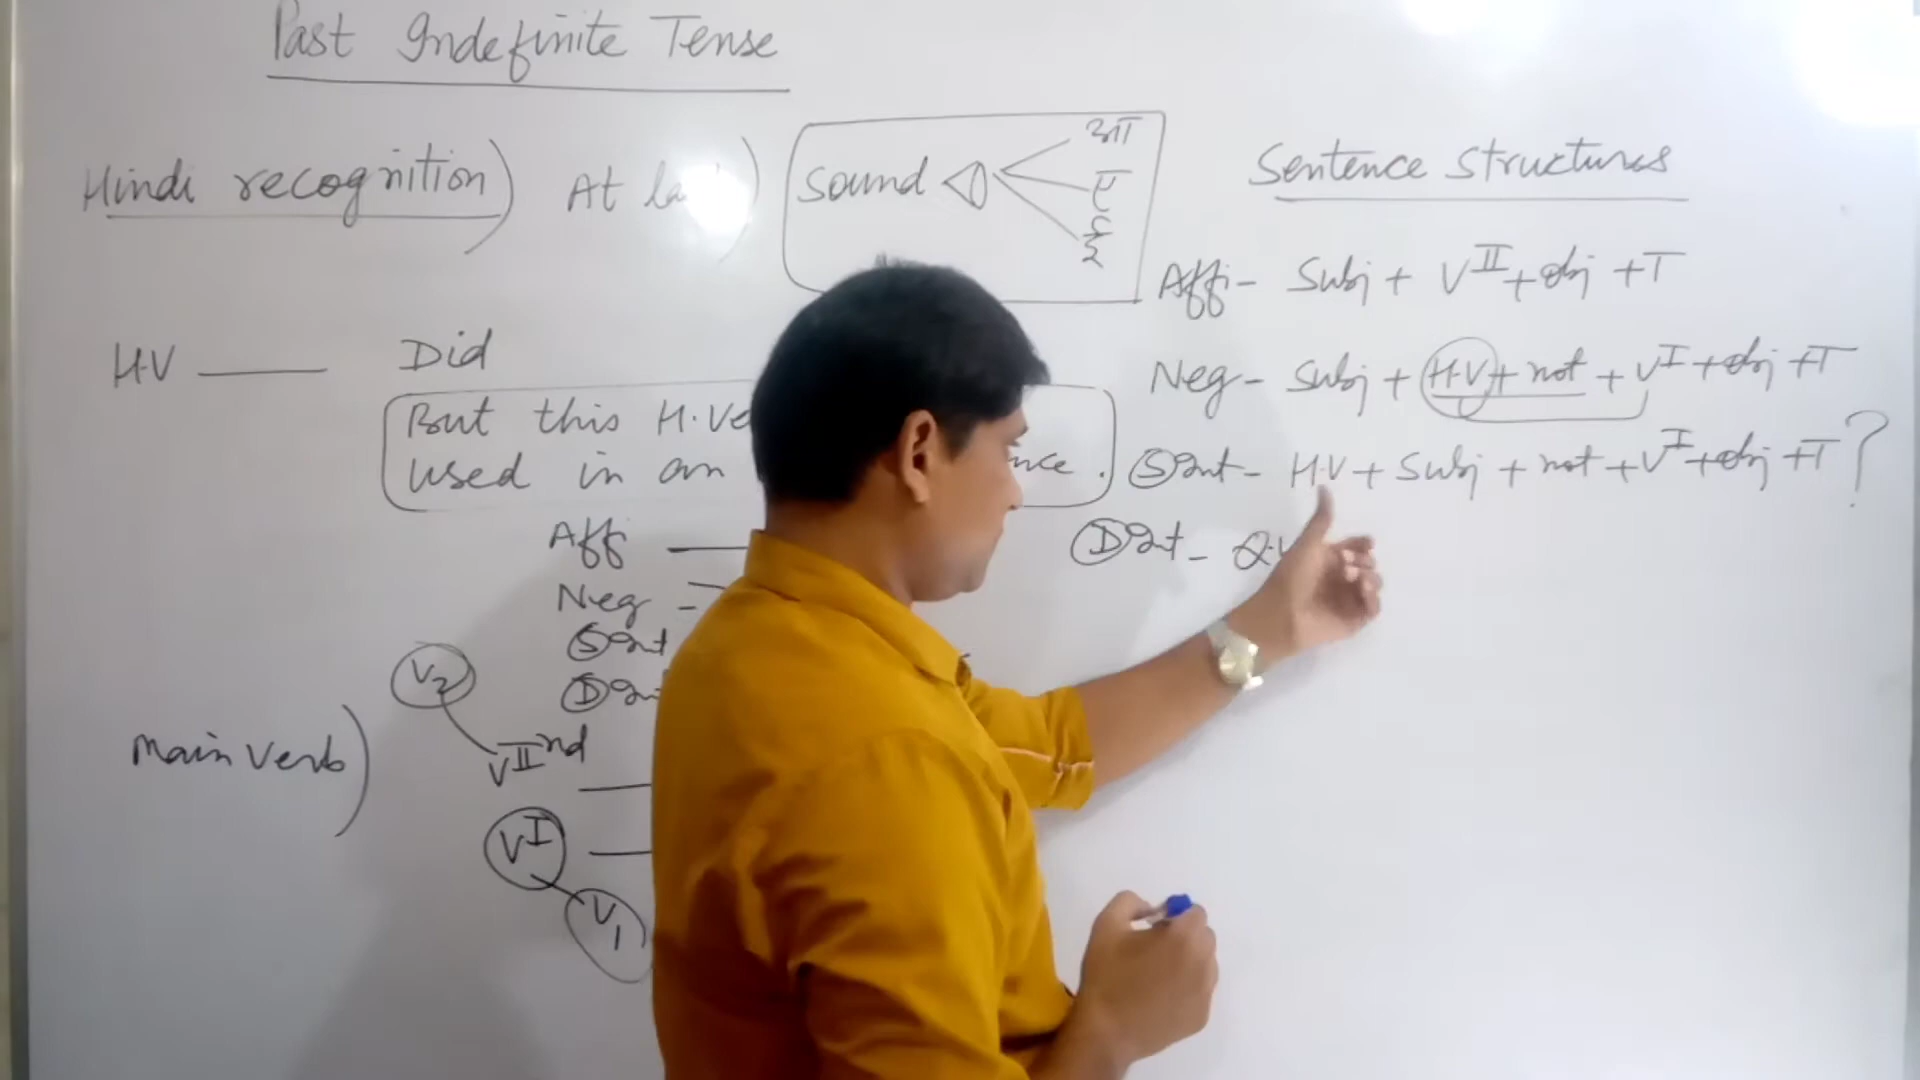 Past Indefinite Tense
Hindi recognition) At la )
Sound
आ
ए
ई
HV — Did
But this H.Ve
used in an nce.
Aff —
Neg -
Ⓢ Int
Ⓓ Int
V2
Main Verb) VIInd —
VI —
V1
Sentence Structures
Affi- Subj + VII + obj + T
Neg- Subj + H.V + not + VI + obj + T
Ⓢ Int- H.V + Subj + not + VI + obj + T ?
Ⓓ Int- Q.